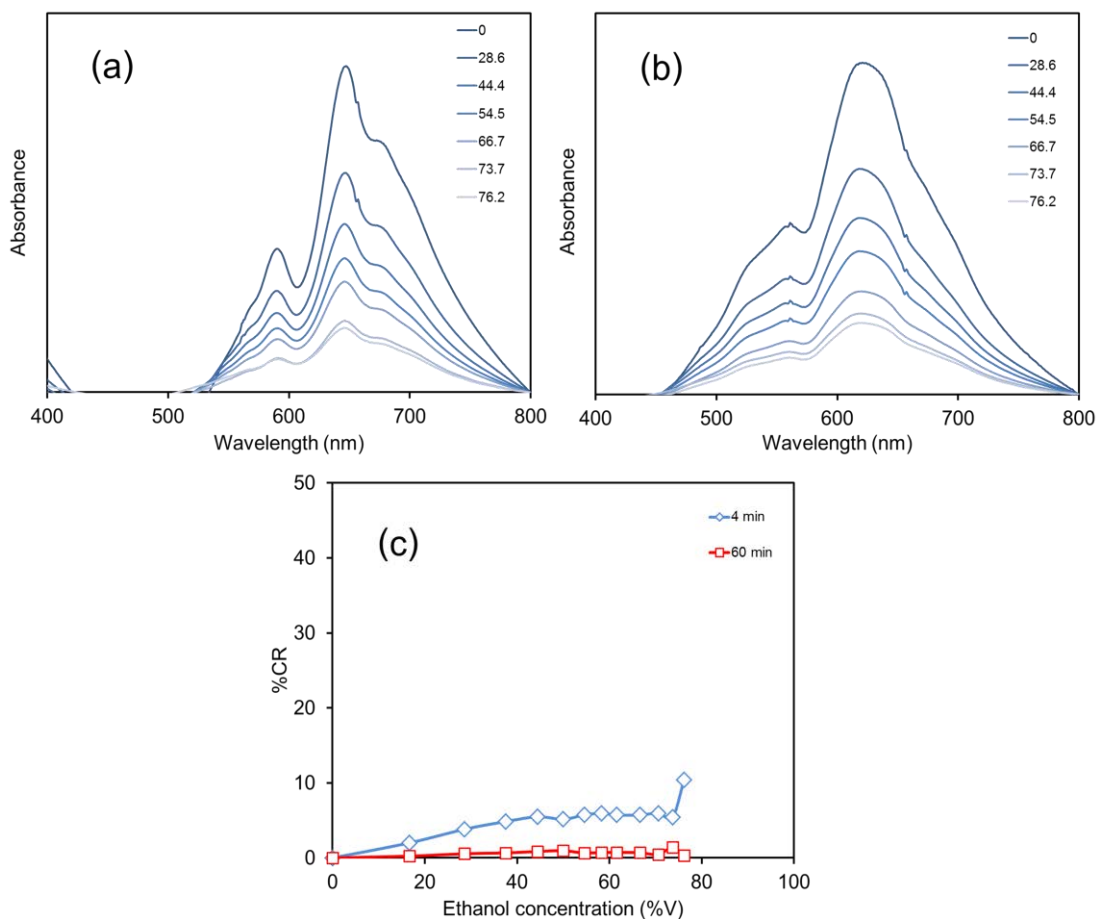 (a)
0
28.6
44.4
54.5
66.7
73.7
76.2
Absorbance
400 500 600 700 800
Wavelength (nm)
(b)
0
28.6
44.4
54.5
66.7
73.7
76.2
Absorbance
400 500 600 700 800
Wavelength (nm)
(c)
4 min
60 min
50
40
30
20
10
0
%CR
0 20 40 60 80 100
Ethanol concentration (%V)